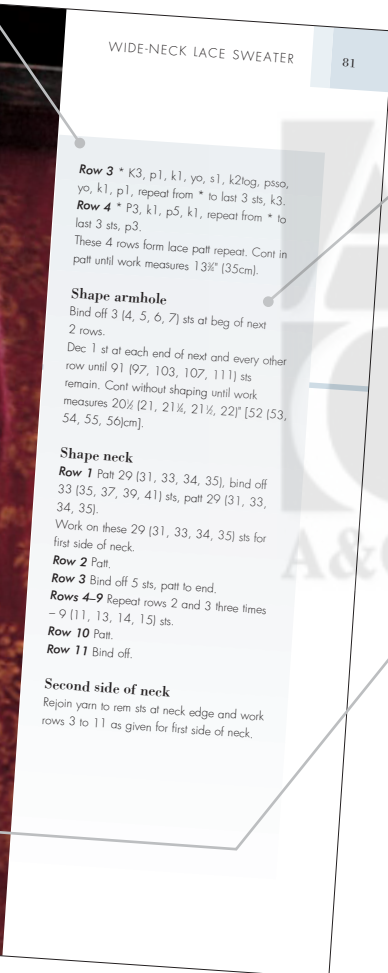 WIDE-NECK LACE SWEATER 81
Row 3 * K3, p1, k1, yo, s1, k2tog, psso,
yo, k1, p1, repeat from * to last 3 sts, k3.
Row 4 * P3, k1, p5, k1, repeat from * to
last 3 sts, p3.
These 4 rows form lace patt repeat. Cont in
patt until work measures 13¾" (35cm).
Shape armhole
Bind off 3 (4, 5, 6, 7) sts at beg of next
2 rows.
Dec 1 st at each end of next and every other
row until 91 (97, 103, 107, 111) sts
remain. Cont without shaping until work
measures 20½ (21, 21¼, 21½, 22)" [52 (53,
54, 55, 56)cm].
Shape neck
Row 1 Patt 29 (31, 33, 34, 35), bind off
33 (35, 37, 39, 41) sts, patt 29 (31, 33,
34, 35).
Work on these 29 (31, 33, 34, 35) sts for
first side of neck.
Row 2 Patt.
Row 3 Bind off 5 sts, patt to end.
Rows 4–9 Repeat rows 2 and 3 three times
– 9 (11, 13, 14, 15) sts.
Row 10 Patt.
Row 11 Bind off.
Second side of neck
Rejoin yarn to rem sts at neck edge and work
rows 3 to 11 as given for first side of neck.
A&C